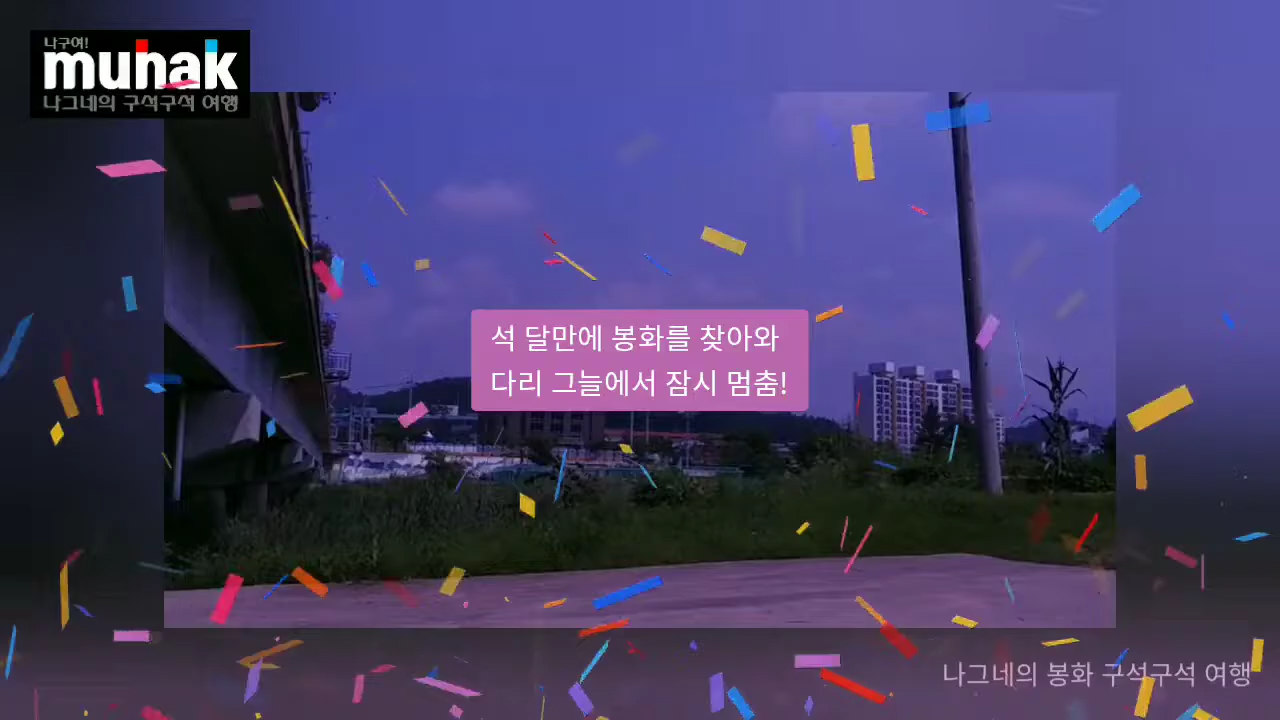 나구여!
munak
나그네의 구석구석 여행
석 달만에 봉화를 찾아와
다리 그늘에서 잠시 멈춤!
나그네의 봉화 구석구석 여행